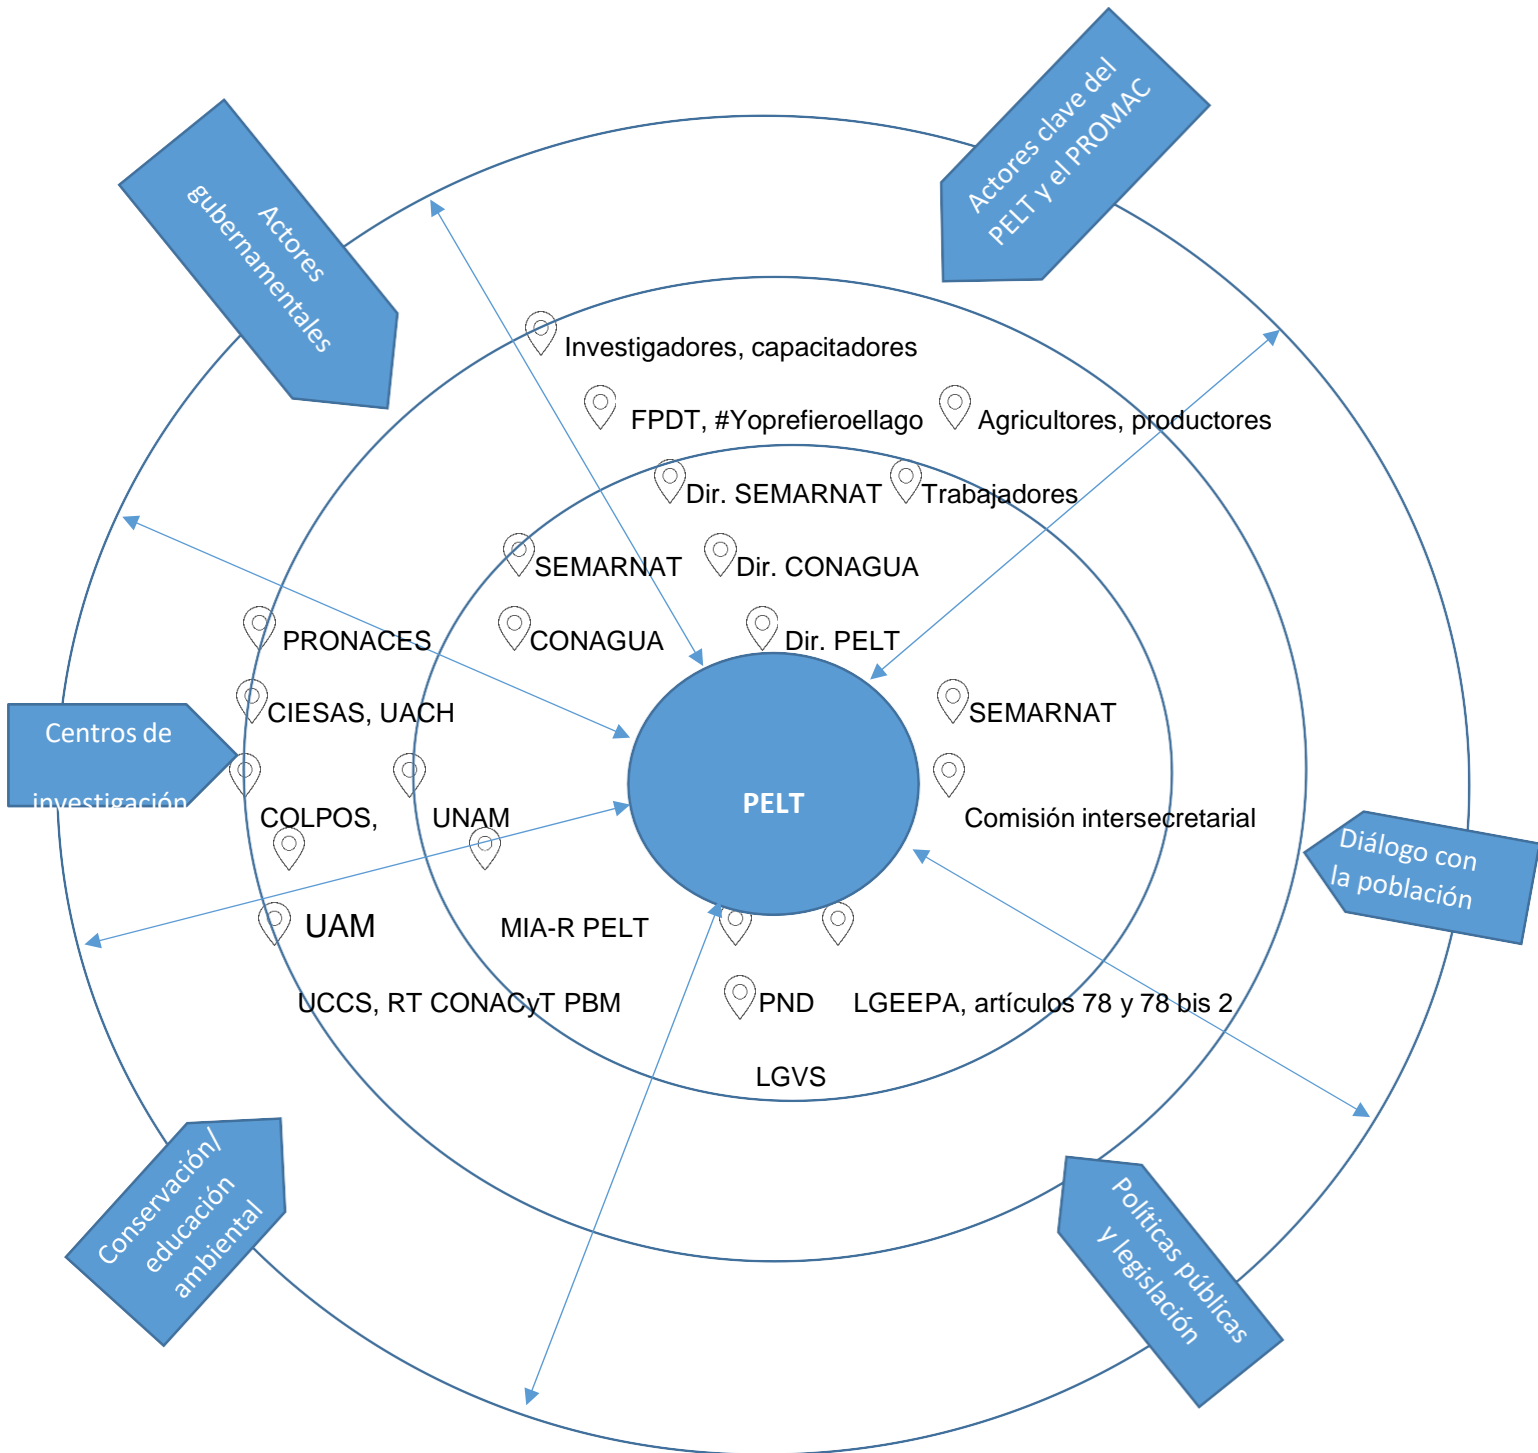 Actores clave del
PELT y el PROMAC
Actores
gubernamentales
Investigadores, capacitadores
FPDT, #Yoprefieroellago
Agricultores, productores
Dir. SEMARNAT
Trabajadores
SEMARNAT
Dir. CONAGUA
PRONACES
CONAGUA
Dir. PELT
CIESAS, UACH
SEMARNAT
Centros de
investigación
PELT
COLPOS,
UNAM
Comisión intersecretarial
Diálogo con
la población
UAM
MIA-R PELT
UCCS, RT CONACyT PBM
PND
LGEEPA, artículos 78 y 78 bis 2
LGVS
Conservación/
educación
ambiental
Políticas públicas
y legislación